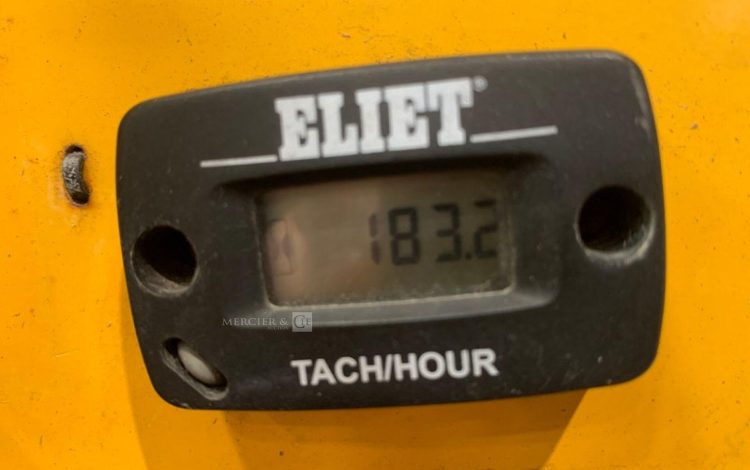 ELIET®
183.2
MERCIER & CIE
TACH/HOUR